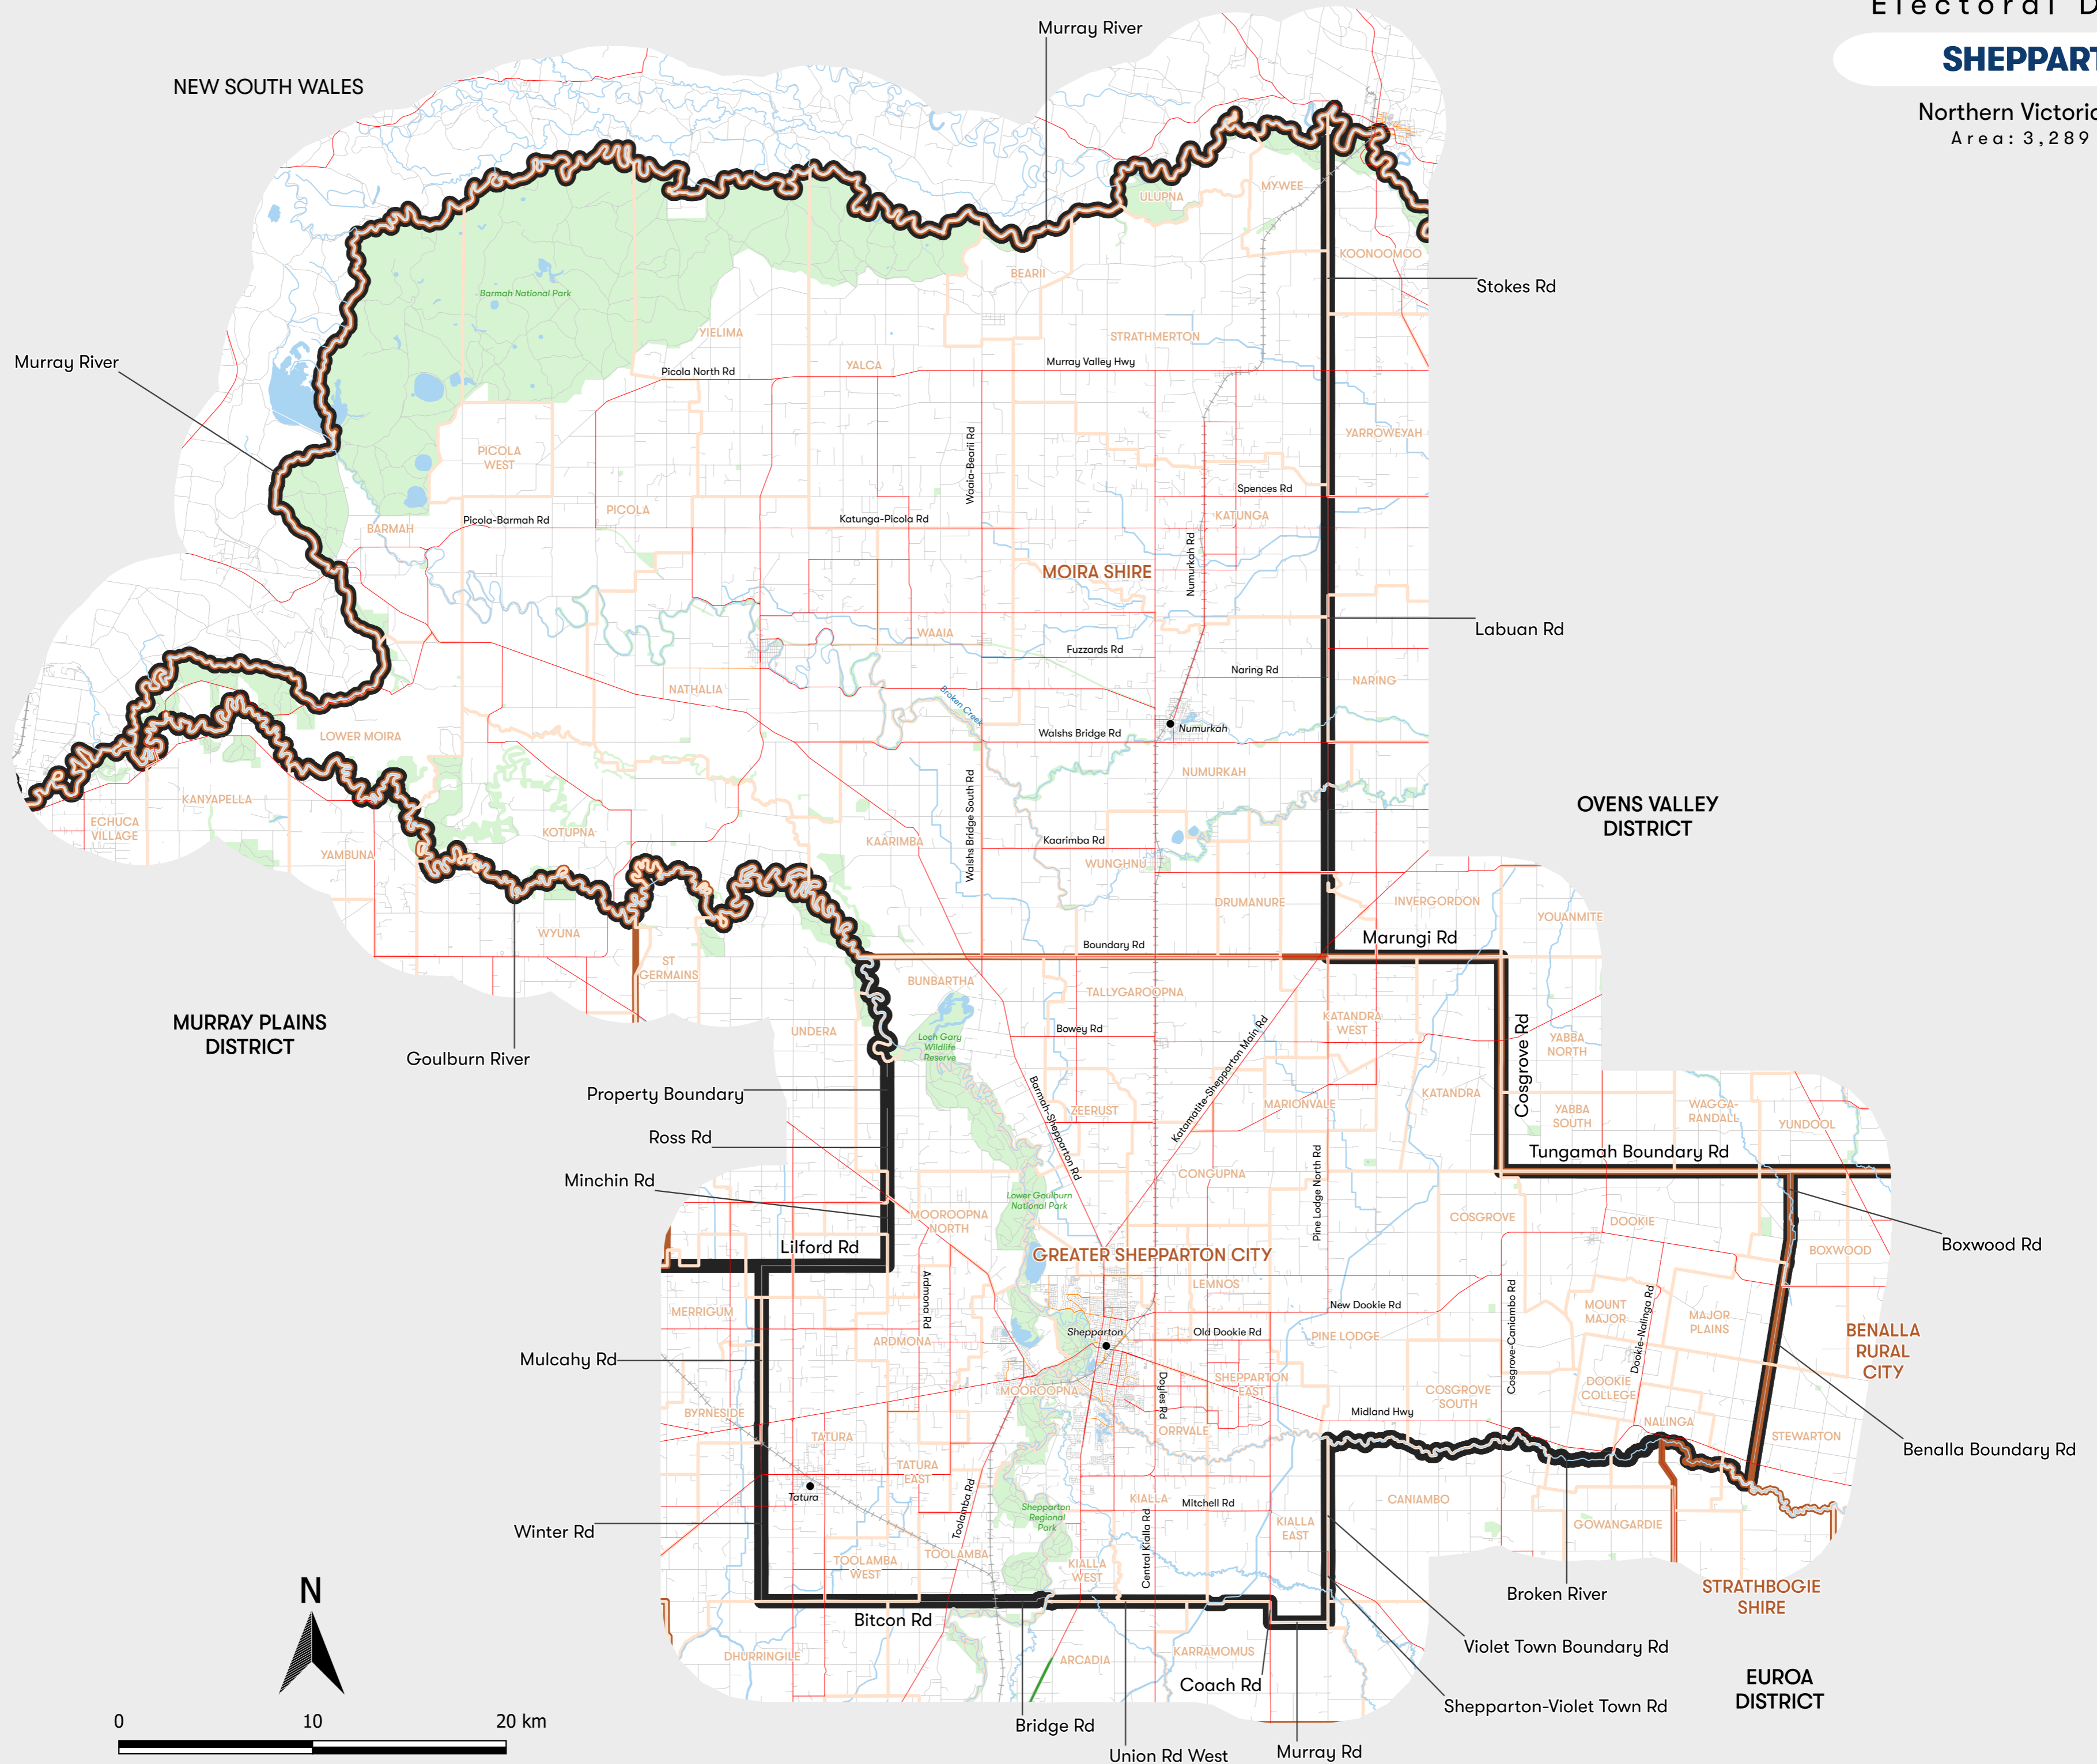 Electoral D
SHEPPART
Northern Victoria
Area: 3,289
Murray River
NEW SOUTH WALES
MYWEE
ULUPNA
KOONOOMOO
BEARII
Stokes Rd
Barmah National Park
YIELIMA
STRATHMERTON
Murray River
YALCA
Murray Valley Hwy
Picola North Rd
YARROWEYAH
PICOLA
WEST
Waaia-Bearii Rd
Spences Rd
PICOLA
KATUNGA
Picola-Barmah Rd
Katunga-Picola Rd
BARMAH
Numurkah Rd
MOIRA SHIRE
WAAIA
Labuan Rd
Fuzzards Rd
Naring Rd
NARING
NATHALIA
Broken Creek
Numurkah
LOWER MOIRA
Walshs Bridge Rd
NUMURKAH
KANYAPELLA
OVENS VALLEY
DISTRICT
ECHUCA
VILLAGE
KOTUPNA
Walshs Bridge South Rd
KAARIMBA
Kaarimba Rd
YAMBUNA
WUNGHNU
DRUMANURE
INVERGORDON
YOUANMITE
WYUNA
Boundary Rd
Marungi Rd
ST
GERMAINS
BUNBARTHA
TALLYGAROOPNA
MURRAY PLAINS
DISTRICT
UNDERA
Bowey Rd
KATANDRA
WEST
Cosgrove Rd
YABBA
NORTH
Loch Gary
Wildlife
Reserve
Goulburn River
Katamatite-Shepparton Main Rd
Property Boundary
Barmah-Shepparton Rd
ZEERUST
MARIONVALE
KATANDRA
YABBA
SOUTH
WAGGA-
RANDALL
YUNDOOL
Ross Rd
Tungamah Boundary Rd
Minchin Rd
CONGUPNA
Pine Lodge North Rd
Lower Goulburn
National Park
MOOROOPNA
NORTH
COSGROVE
DOOKIE
Lilford Rd
GREATER SHEPPARTON CITY
BOXWOOD
Boxwood Rd
Ardmona Rd
LEMNOS
MERRIGUM
New Dookie Rd
MOUNT
MAJOR
MAJOR
PLAINS
Cosgrove-Caniambo Rd
Dookie-Nalinga Rd
ARDMONA
Shepparton
Old Dookie Rd
PINE LODGE
BENALLA
RURAL
CITY
Mulcahy Rd
MOOROOPNA
SHEPPARTON
EAST
Doyles Rd
COSGROVE
SOUTH
DOOKIE
COLLEGE
BYRNESIDE
Midland Hwy
NALINGA
TATURA
ORRVALE
STEWARTON
Benalla Boundary Rd
TATURA
EAST
Tatura
KIALLA
Mitchell Rd
CANIAMBO
Shepparton
Regional
Park
Toolamba Rd
Central Kialla Rd
KIALLA
EAST
GOWANGARDIE
Winter Rd
TOOLAMBA
WEST
TOOLAMBA
KIALLA
WEST
N
Broken River
STRATHBOGIE
SHIRE
Bitcon Rd
Violet Town Boundary Rd
DHURRINGILE
ARCADIA
KARRAMOMUS
Coach Rd
EUROA
DISTRICT
Shepparton-Violet Town Rd
0 10 20 km
Bridge Rd
Union Rd West
Murray Rd